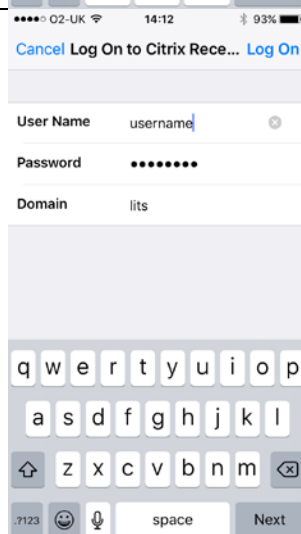 O2-UK 14:12 93%
Cancel Log On to Citrix Rece... Log On
User Name username
Password ••••••••
Domain lits
q w e r t y u i o p
a s d f g h j k l
z x c v b n m
.?123 space Next